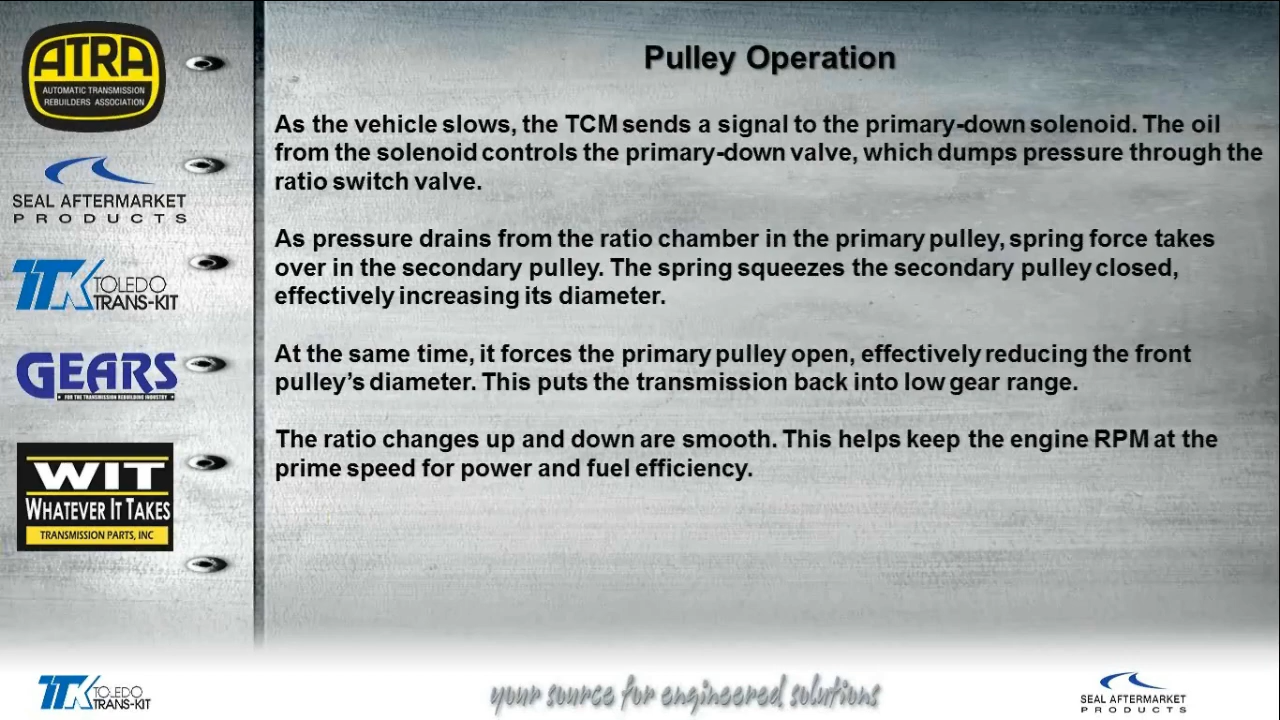 ATRA
AUTOMATIC TRANSMISSION
REBUILDERS ASSOCIATION
SEAL AFTERMARKET
PRODUCTS
TTK TOLEDO
TRANS-KIT
GEARS
FOR THE TRANSMISSION REBUILDING INDUSTRY
WIT
WHATEVER IT TAKES
TRANSMISSION PARTS, INC
Pulley Operation
As the vehicle slows, the TCM sends a signal to the primary-down solenoid. The oil
from the solenoid controls the primary-down valve, which dumps pressure through the
ratio switch valve.
As pressure drains from the ratio chamber in the primary pulley, spring force takes
over in the secondary pulley. The spring squeezes the secondary pulley closed,
effectively increasing its diameter.
At the same time, it forces the primary pulley open, effectively reducing the front
pulley's diameter. This puts the transmission back into low gear range.
The ratio changes up and down are smooth. This helps keep the engine RPM at the
prime speed for power and fuel efficiency.
TTK TOLEDO
TRANS-KIT
your source for engineered solutions
SEAL AFTERMARKET
PRODUCTS